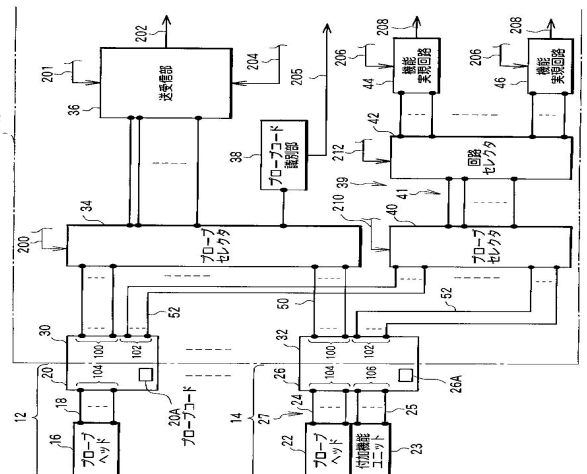 12
16
プローブ
ヘッド
18
20
30
104
100
102
20A
プローブコード
52
14
22
プローブ
ヘッド
23
付加機能
ユニット
27
24
25
26
32
104
100
106
102
26A
50
52
200
34
プローブ
セレクタ
201
36
送受信部
202
204
38
プローブコード
識別部
205
210
40
プローブ
セレクタ
39
41
212
42
回路
セレクタ
206
44
機能
実現回路
208
206
46
機能
実現回路
208